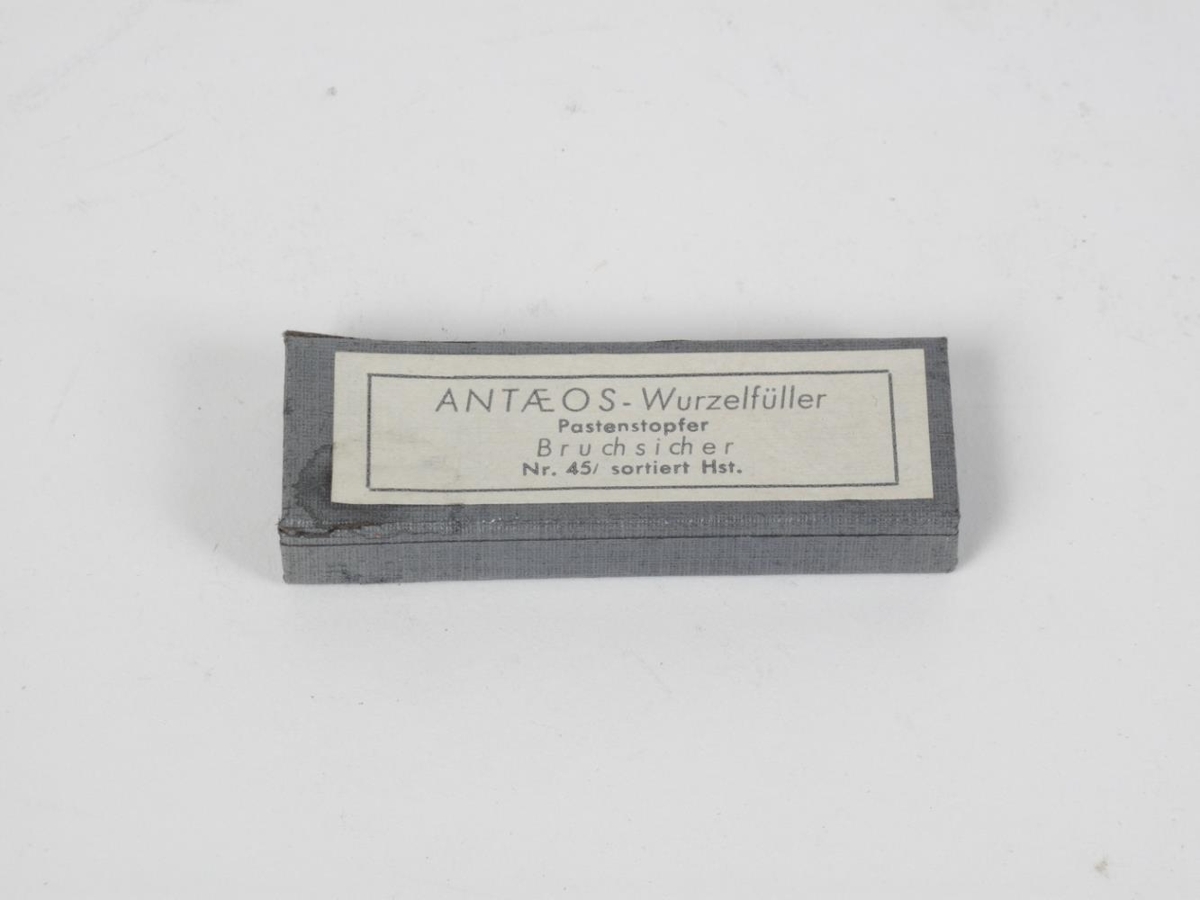 ANTÆOS - Wurzelfüller
Pastenstopfer
Bruchsicher
Nr. 45/ sortiert Hst.